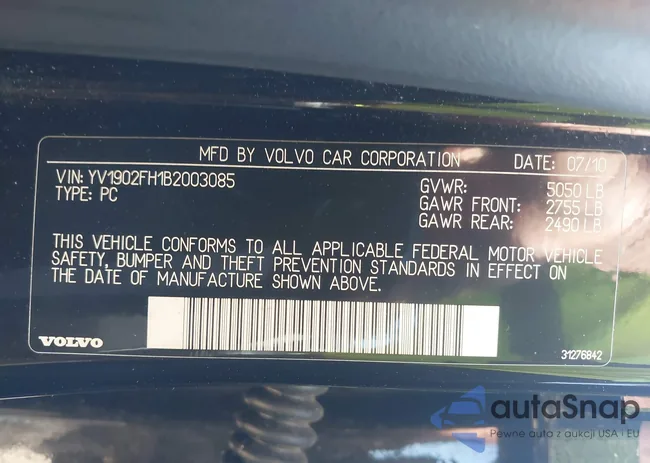 MFD BY VOLVO CAR CORPORATION DATE: 07/10
VIN: YV1902FH1B2003085 GVWR: 5050 LB
TYPE: PC GAWR FRONT: 2755 LB
GAWR REAR: 2490 LB
THIS VEHICLE CONFORMS TO ALL APPLICABLE FEDERAL MOTOR VEHICLE
SAFETY, BUMPER AND THEFT PREVENTION STANDARDS IN EFFECT ON
THE DATE OF MANUFACTURE SHOWN ABOVE.
VOLVO 31276842
autaSnap
Pewne auta z aukcji USA i EU